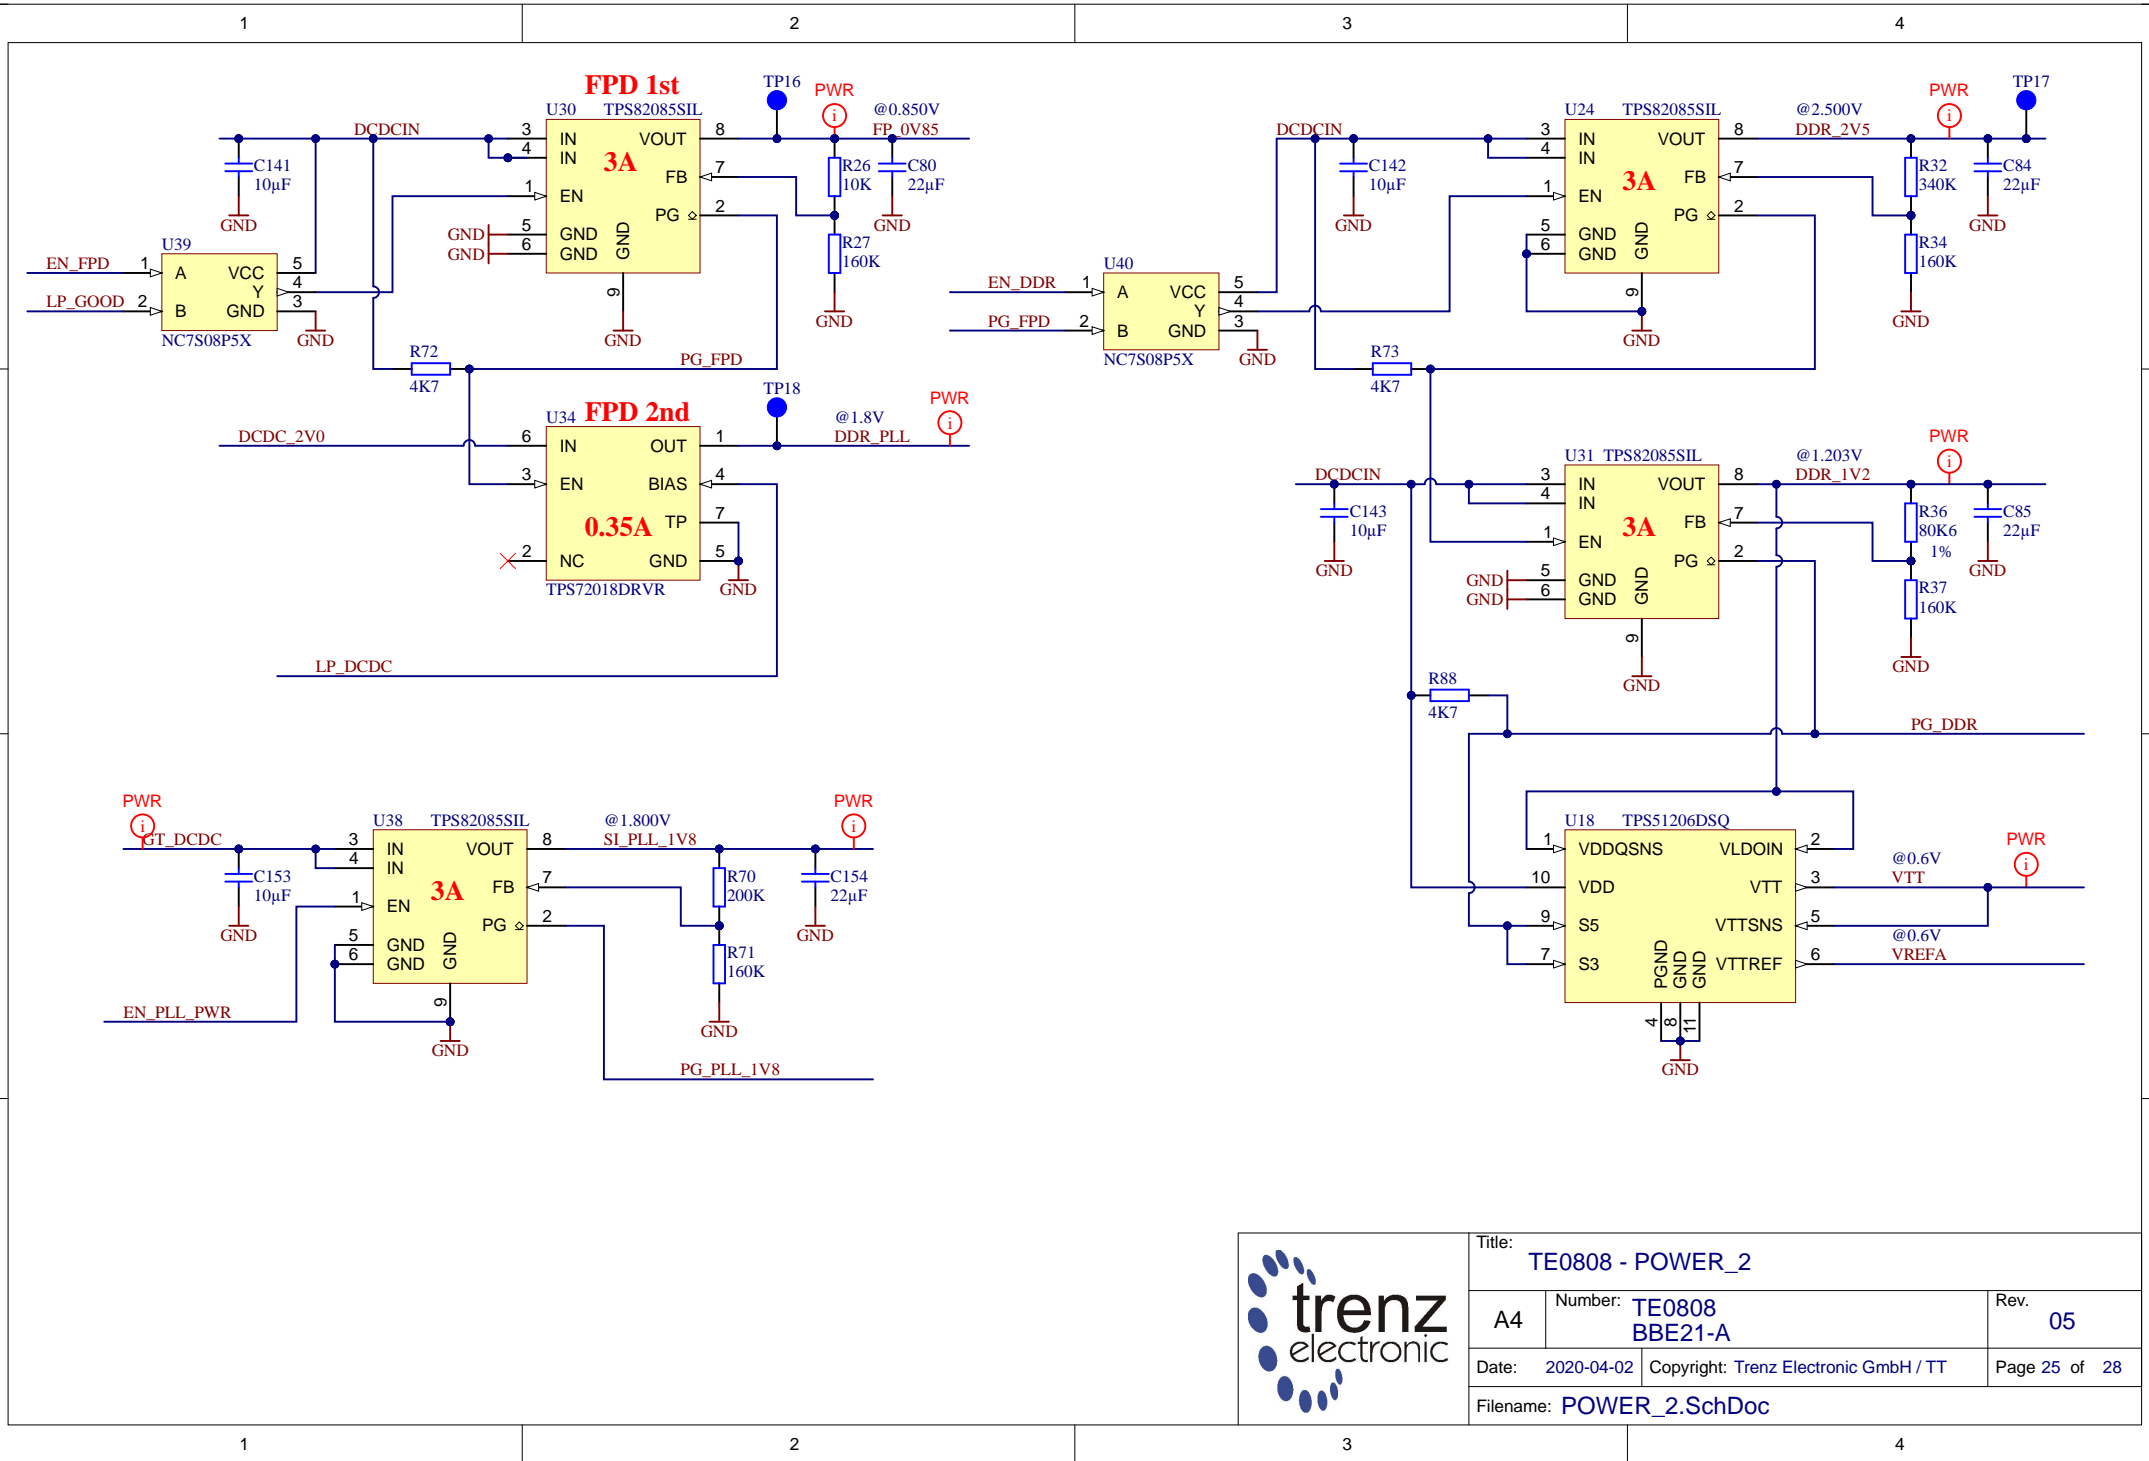 1 2 3 4
FPD 1st
U30 TPS82085SIL
TP16
PWR
@0.850V
FP_0V85
DCDCIN
3 IN VOUT 8
4 IN
3A
FB 7
1 EN
PG 2
GND 5 GND
GND 6 GND
GND
9
GND
C141
10µF
GND
R26
10K
C80
22µF
GND
R27
160K
GND
U39
EN_FPD 1 A VCC 5
Y 4
LP_GOOD 2 B GND 3
NC7S08P5X
GND
R72
4K7
PG_FPD
FPD 2nd
U34
TP18
PWR
@1.8V
DDR_PLL
DCDC_2V0
6 IN OUT 1
3 EN BIAS 4
0.35A
TP 7
2 NC GND 5
TPS72018DRVR
GND
LP_DCDC
PWR
GT_DCDC
U38 TPS82085SIL
@1.800V
SI_PLL_1V8
PWR
3 IN VOUT 8
4 IN
3A
FB 7
1 EN
PG 2
5 GND
6 GND
GND
9
GND
C153
10µF
GND
R70
200K
C154
22µF
GND
R71
160K
GND
EN_PLL_PWR
PG_PLL_1V8
U24 TPS82085SIL
@2.500V
DDR_2V5
PWR
TP17
DCDCIN
3 IN VOUT 8
4 IN
3A
FB 7
1 EN
PG 2
5 GND
6 GND
GND
9
GND
C142
10µF
GND
R32
340K
C84
22µF
GND
R34
160K
GND
U40
EN_DDR 1 A VCC 5
Y 4
PG_FPD 2 B GND 3
NC7S08P5X
GND
R73
4K7
U31 TPS82085SIL
@1.203V
DDR_1V2
PWR
DCDCIN
3 IN VOUT 8
4 IN
3A
FB 7
1 EN
PG 2
GND 5 GND
GND 6 GND
GND
9
GND
C143
10µF
GND
R36
80K6
1%
C85
22µF
GND
R37
160K
GND
R88
4K7
PG_DDR
U18 TPS51206DSQ
1 VDDQSNS VLDOIN 2
10 VDD VTT 3
9 S5 VTTSNS 5
7 S3 VTTREF 6
PGND
GND
GND
4
8
11
GND
@0.6V
VTT
PWR
@0.6V
VREFA
trenz
electronic
Title:
TE0808 - POWER_2
A4
Number: TE0808
BBE21-A
Rev.
05
Date: 2020-04-02 Copyright: Trenz Electronic GmbH / TT Page 25 of 28
Filename: POWER_2.SchDoc
1 2 3 4